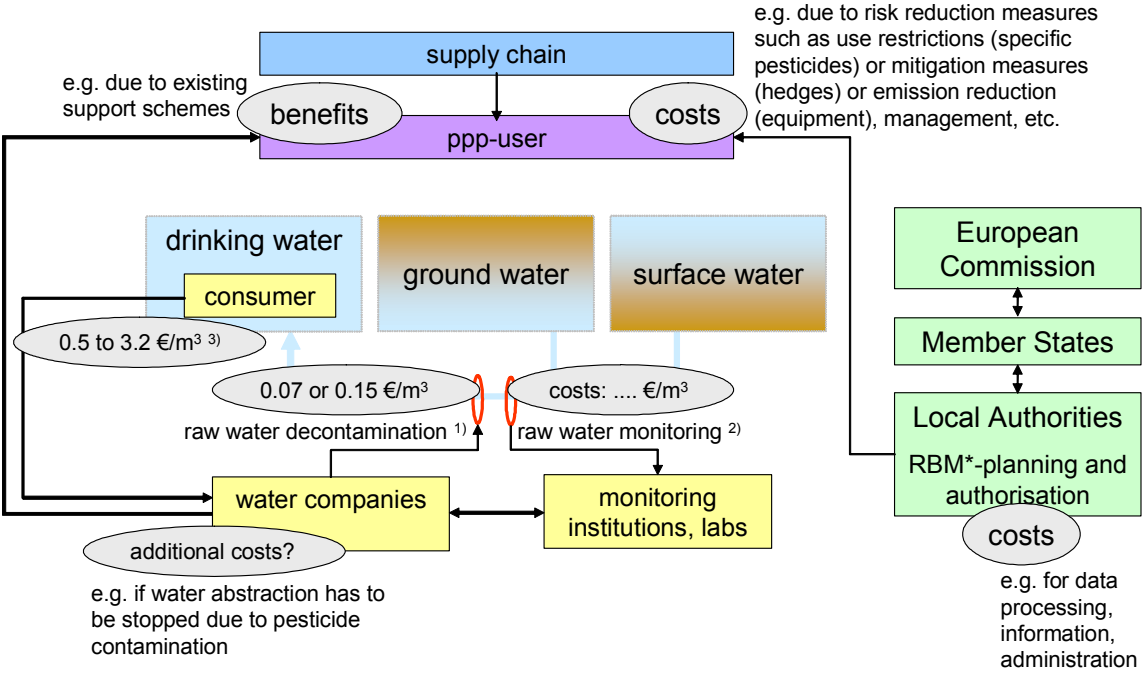 e.g. due to risk reduction measures
such as use restrictions (specific
pesticides) or mitigation measures
(hedges) or emission reduction
(equipment), management, etc.
supply chain
e.g. due to existing
support schemes
benefits
costs
ppp-user
drinking water
consumer
0.5 to 3.2 €/m³ ³⁾
ground water
surface water
European
Commission
Member States
Local Authorities
RBM*-planning and
authorisation
costs
e.g. for data
processing,
information,
administration
0.07 or 0.15 €/m³
costs: .... €/m³
raw water decontamination ¹⁾
raw water monitoring ²⁾
water companies
additional costs?
monitoring
institutions, labs
e.g. if water abstraction has to
be stopped due to pesticide
contamination